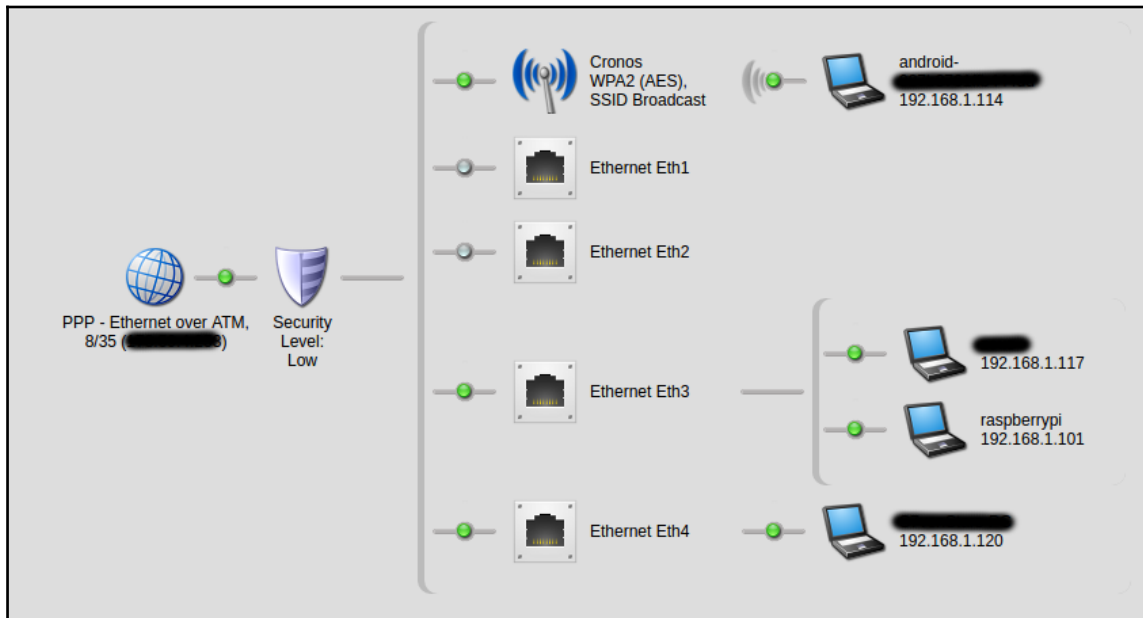 Cronos
WPA2 (AES),
SSID Broadcast
android-
192.168.1.114
Ethernet Eth1
Ethernet Eth2
PPP - Ethernet over ATM,
8/35 ()
Security
Level:
Low
Ethernet Eth3
192.168.1.117
raspberrypi
192.168.1.101
Ethernet Eth4
192.168.1.120